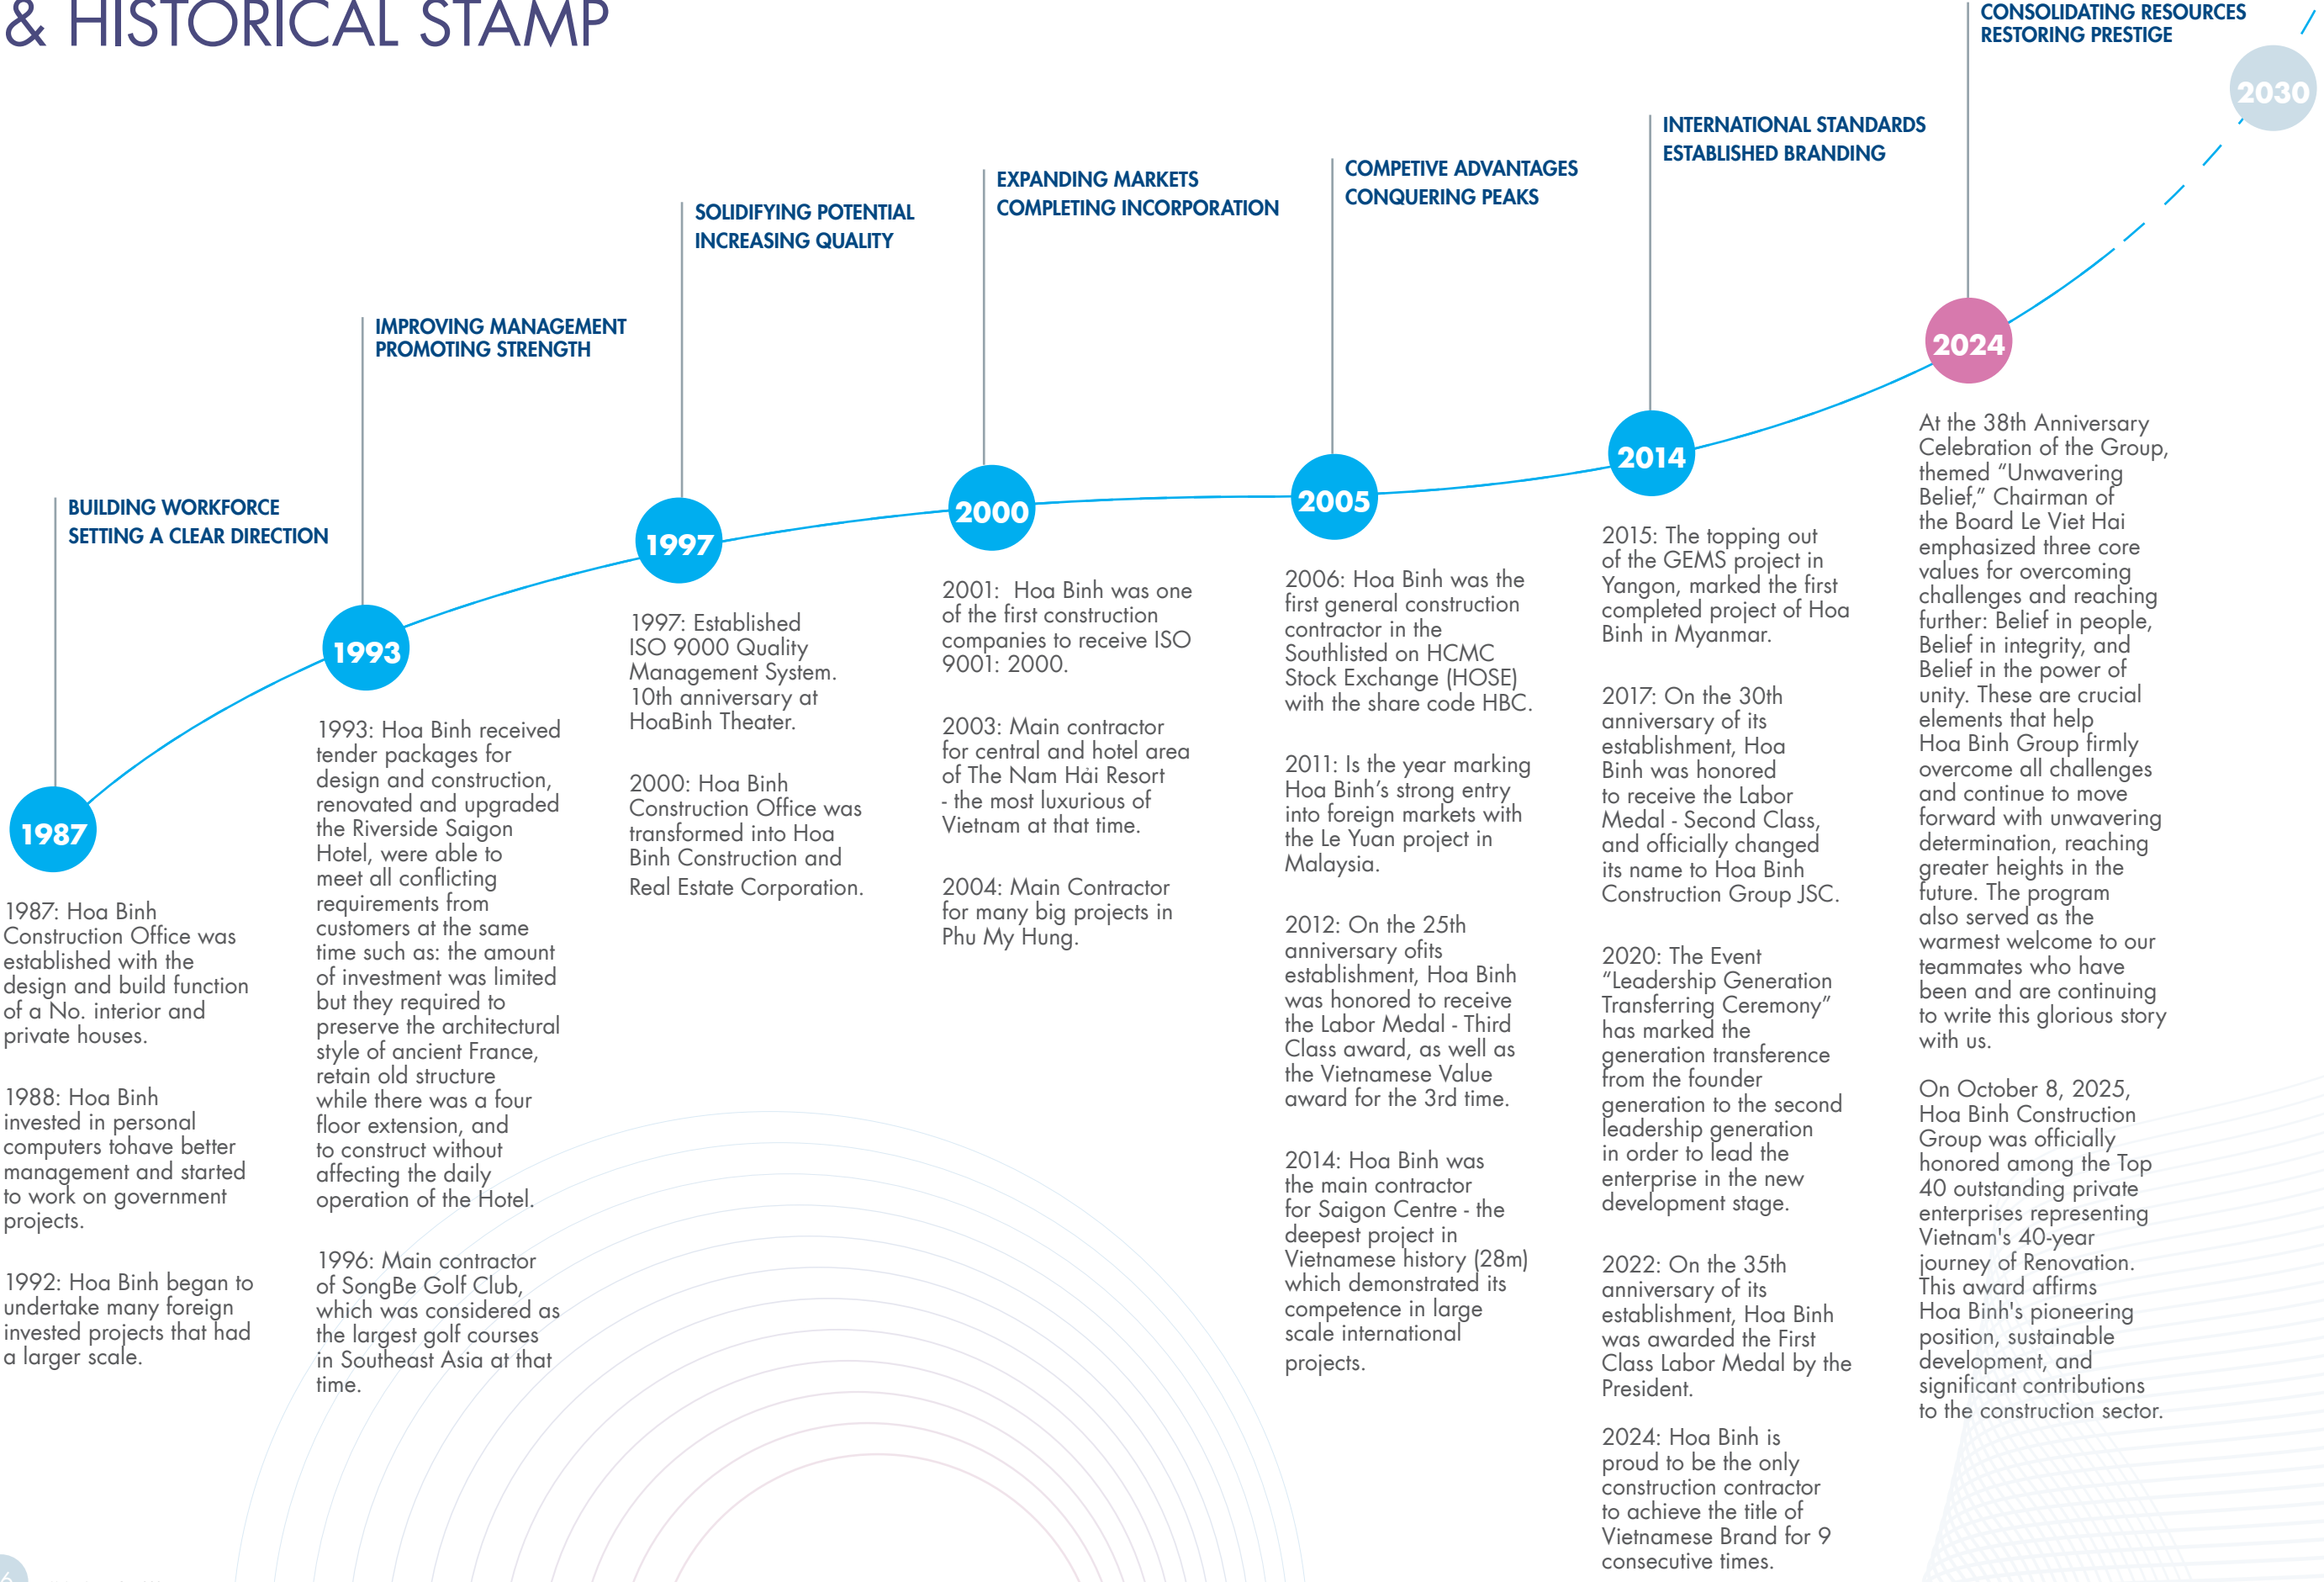 & HISTORICAL STAMP
BUILDING WORKFORCE
SETTING A CLEAR DIRECTION
1987
1987: Hoa Binh
Construction Office was
established with the
design and build function
of a No. interior and
private houses.
1988: Hoa Binh
invested in personal
computers tohave better
management and started
to work on government
projects.
1992: Hoa Binh began to
undertake many foreign
invested projects that had
a larger scale.
IMPROVING MANAGEMENT
PROMOTING STRENGTH
1993
1993: Hoa Binh received
tender packages for
design and construction,
renovated and upgraded
the Riverside Saigon
Hotel, were able to
meet all conflicting
requirements from
customers at the same
time such as: the amount
of investment was limited
but they required to
preserve the architectural
style of ancient France,
retain old structure
while there was a four
floor extension, and
to construct without
affecting the daily
operation of the Hotel.
1996: Main contractor
of SongBe Golf Club,
which was considered as
the largest golf courses
in Southeast Asia at that
time.
SOLIDIFYING POTENTIAL
INCREASING QUALITY
1997
1997: Established
ISO 9000 Quality
Management System.
10th anniversary at
HoaBinh Theater.
2000: Hoa Binh
Construction Office was
transformed into Hoa
Binh Construction and
Real Estate Corporation.
EXPANDING MARKETS
COMPLETING INCORPORATION
2000
2001:  Hoa Binh was one
of the first construction
companies to receive ISO
9001: 2000.
2003: Main contractor
for central and hotel area
of The Nam Hải Resort
- the most luxurious of
Vietnam at that time.
2004: Main Contractor
for many big projects in
Phu My Hung.
COMPETIVE ADVANTAGES
CONQUERING PEAKS
2005
2006: Hoa Binh was the
first general construction
contractor in the
Southlisted on HCMC
Stock Exchange (HOSE)
with the share code HBC.
2011: Is the year marking
Hoa Binh’s strong entry
into foreign markets with
the Le Yuan project in
Malaysia.
2012: On the 25th
anniversary ofits
establishment, Hoa Binh
was honored to receive
the Labor Medal - Third
Class award, as well as
the Vietnamese Value
award for the 3rd time.
2014: Hoa Binh was
the main contractor
for Saigon Centre - the
deepest project in
Vietnamese history (28m)
which demonstrated its
competence in large
scale international
projects.
INTERNATIONAL STANDARDS
ESTABLISHED BRANDING
2014
2015: The topping out
of the GEMS project in
Yangon, marked the first
completed project of Hoa
Binh in Myanmar.
2017: On the 30th
anniversary of its
establishment, Hoa
Binh was honored
to receive the Labor
Medal - Second Class,
and officially changed
its name to Hoa Binh
Construction Group JSC.
2020: The Event
“Leadership Generation
Transferring Ceremony”
has marked the
generation transference
from the founder
generation to the second
leadership generation
in order to lead the
enterprise in the new
development stage.
2022: On the 35th
anniversary of its
establishment, Hoa Binh
was awarded the First
Class Labor Medal by the
President.
2024: Hoa Binh is
proud to be the only
construction contractor
to achieve the title of
Vietnamese Brand for 9
consecutive times.
CONSOLIDATING RESOURCES
RESTORING PRESTIGE
2024
At the 38th Anniversary
Celebration of the Group,
themed “Unwavering
Belief,” Chairman of
the Board Le Viet Hai
emphasized three core
values for overcoming
challenges and reaching
further: Belief in people,
Belief in integrity, and
Belief in the power of
unity. These are crucial
elements that help
Hoa Binh Group firmly
overcome all challenges
and continue to move
forward with unwavering
determination, reaching
greater heights in the
future. The program
also served as the
warmest welcome to our
teammates who have
been and are continuing
to write this glorious story
with us.
On October 8, 2025,
Hoa Binh Construction
Group was officially
honored among the Top
40 outstanding private
enterprises representing
Vietnam's 40-year
journey of Renovation.
This award affirms
Hoa Binh's pioneering
position, sustainable
development, and
significant contributions
to the construction sector.
2030